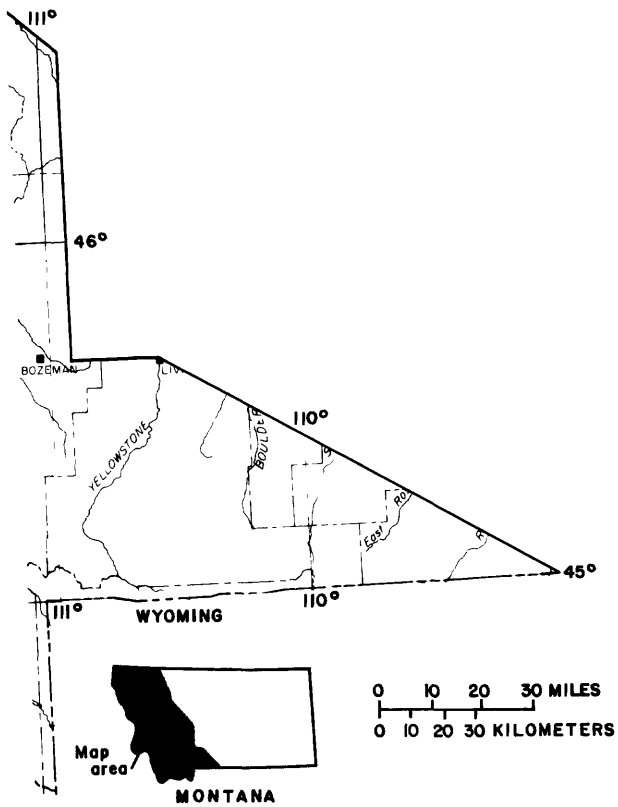 111°
46°
BOZEMAN
LIV
110°
BOULDER
YELLOWSTONE
S
East Ro
R
45°
111°
110°
WYOMING
0 10 20 30 MILES
0 10 20 30 KILOMETERS
Map
area
MONTANA